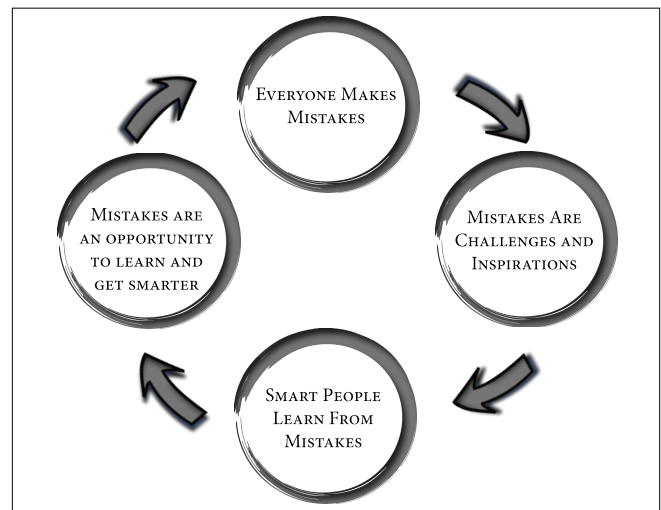 Everyone Makes
Mistakes
Mistakes Are
Challenges and
Inspirations
Smart People
Learn From
Mistakes
Mistakes are
an opportunity
to learn and
get smarter